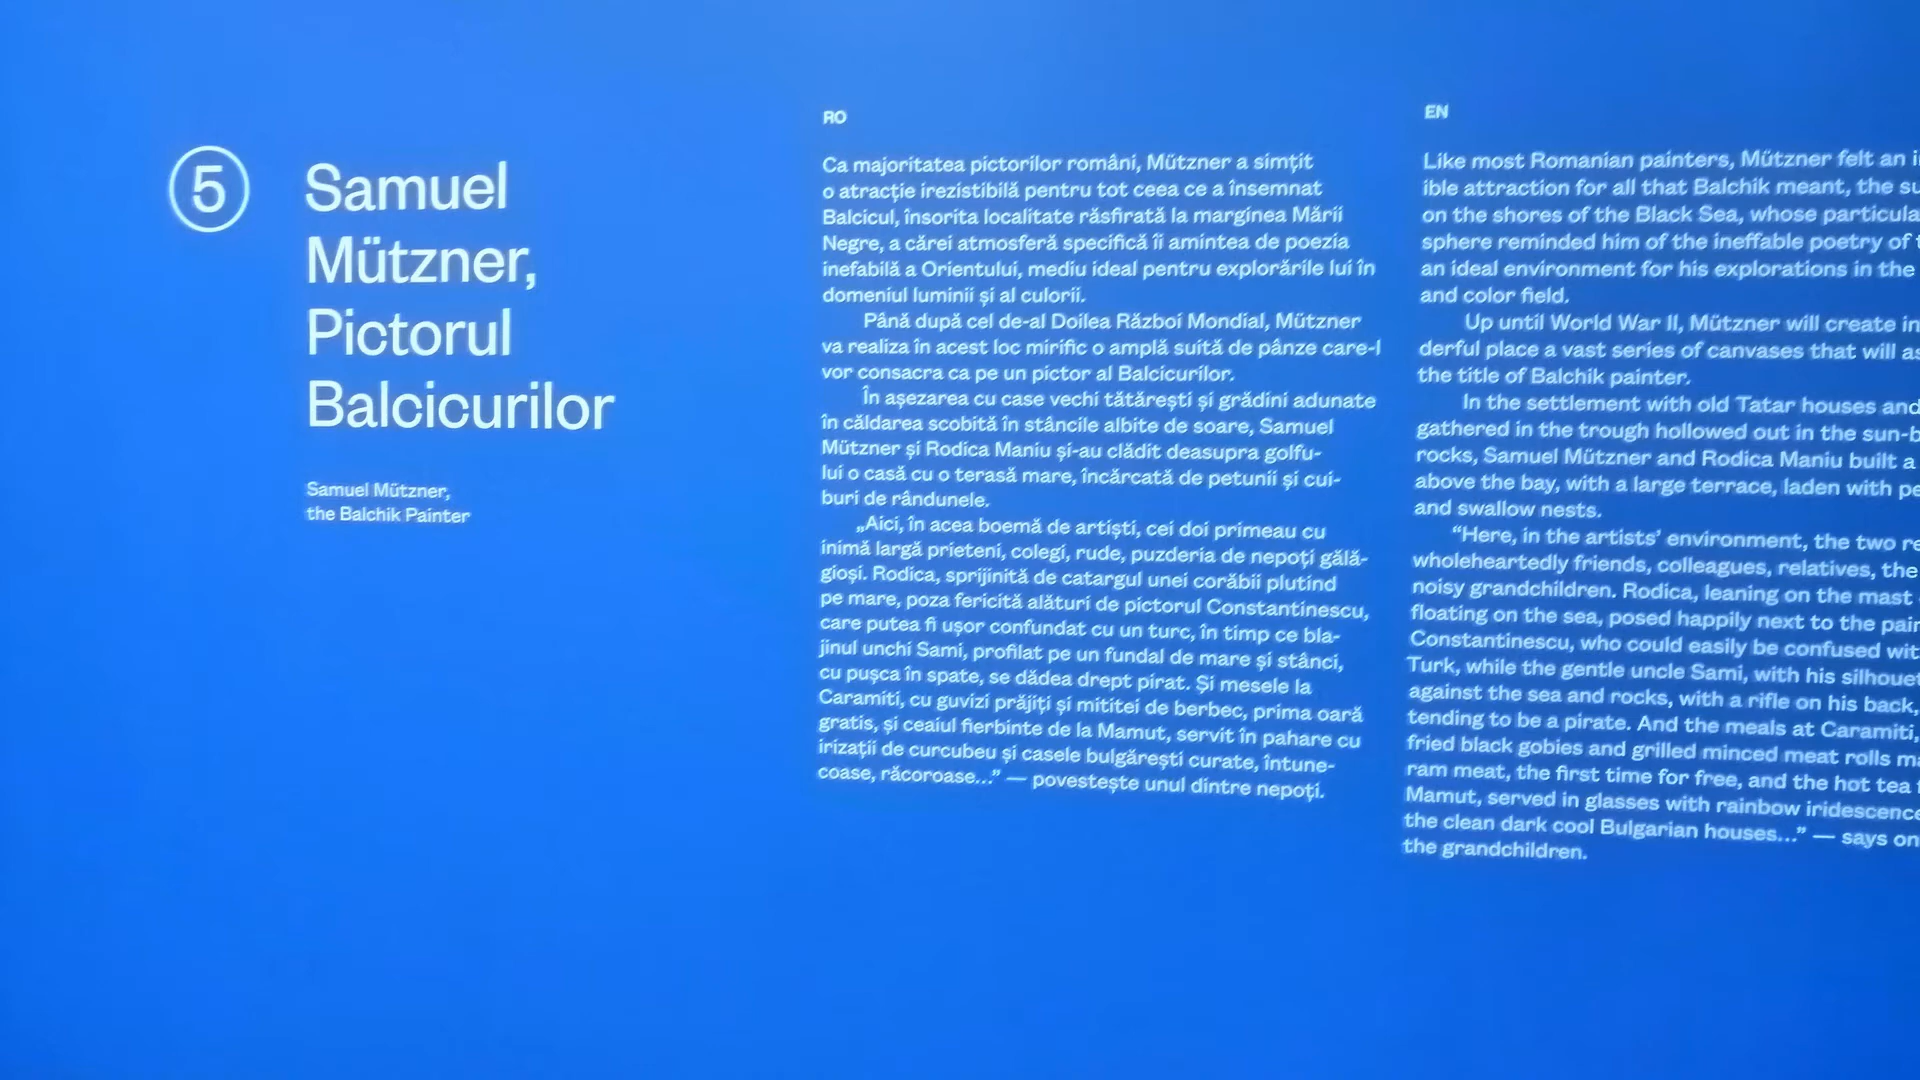 5
Samuel
Mützner,
Pictorul
Balcicurilor
Samuel Mützner,
the Balchik Painter
RO
Ca majoritatea pictorilor români, Mützner a simțit
o atracție irezistibilă pentru tot ceea ce a însemnat
Balcicul, însorita localitate răsfirată la marginea Mării
Negre, a cărei atmosferă specifică îi amintea de poezia
inefabilă a Orientului, mediu ideal pentru explorările lui în
domeniul luminii și al culorii.
Până după cel de-al Doilea Război Mondial, Mützner
va realiza în acest loc mirific o amplă suită de pânze care-l
vor consacra ca pe un pictor al Balcicurilor.
În așezarea cu case vechi tătărești și grădini adunate
în căldarea scobită în stâncile albite de soare, Samuel
Mützner și Rodica Maniu și-au clădit deasupra golfu-
lui o casă cu o terasă mare, încărcată de petunii și cui-
buri de rândunele.
„Aici, în acea boemă de artiști, cei doi primeau cu
inimă largă prieteni, colegi, rude, puzderia de nepoți gălă-
gioși. Rodica, sprijinită de catargul unei corăbii plutind
pe mare, poza fericită alături de pictorul Constantinescu,
care putea fi ușor confundat cu un turc, în timp ce bla-
jinul unchi Sami, profilat pe un fundal de mare și stânci,
cu pușca în spate, se dădea drept pirat. Și mesele la
Caramiti, cu guvizi prăjiți și mititei de berbec, prima oară
gratis, și ceaiul fierbinte de la Mamut, servit în pahare cu
irizații de curcubeu și casele bulgărești curate, întune-
coase, răcoroase...” — povestește unul dintre nepoți.
EN
Like most Romanian painters, Mützner felt an
ible attraction for all that Balchik meant, the
on the shores of the Black Sea, whose
sphere reminded him of the ineffable poetry of
an ideal environment for his explorations in the
and color field.
Up until World War II, Mützner will create in
derful place a vast series of canvases that will
the title of Balchik painter.
In the settlement with old Tatar houses and
gathered in the trough hollowed out in the
rocks, Samuel Mützner and Rodica Maniu built a
above the bay, with a large terrace, laden with
and swallow nests.
“Here, in the artists’ environment, the two
wholeheartedly friends, colleagues, relatives, the
noisy grandchildren. Rodica, leaning on the mast
floating on the sea, posed happily next to the
Constantinescu, who could easily be confused
Turk, while the gentle uncle Sami, with his
against the sea and rocks, with a rifle on his back,
tending to be a pirate. And the meals at Caramiti,
fried black gobies and grilled minced meat rolls
ram meat, the first time for free, and the hot tea
Mamut, served in glasses with rainbow
the clean dark cool Bulgarian houses...” — says
the grandchildren.